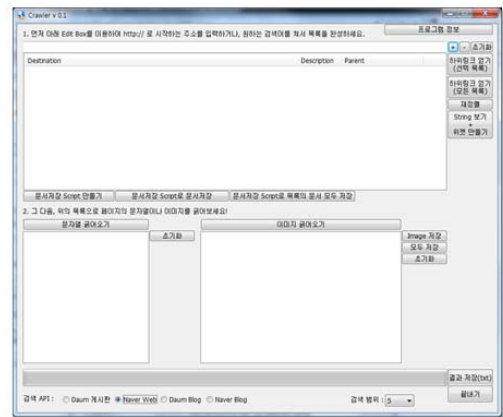 Crawler v 0.1
프로그램 정보
1. 먼저 아래 Edit Box를 이용하여 http:// 로 시작하는 주소를 입력하거나, 원하는 검색어를 쳐서 목록을 완성하세요.
+ - 초기화
Destination Description Parent
하위링크 얻기
(선택 목록)
하위링크 얻기
(모든 목록)
재정렬
String 보기
+
위젯 만들기
문서저장 Script 만들기 문서저장 Script로 문서저장 문서저장 Script로 목록의 문서 모두 저장
2. 그 다음, 위의 목록으로 페이지의 문자열이나 이미지를 긁어보세요!
문자열 긁어오기 이미지 긁어오기
초기화 Image 저장
모두 저장
초기화
결과 저장(txt)
검색 API : Daum 게시판 Naver Web Daum Blog Naver Blog 검색 범위 : 5 끝내기